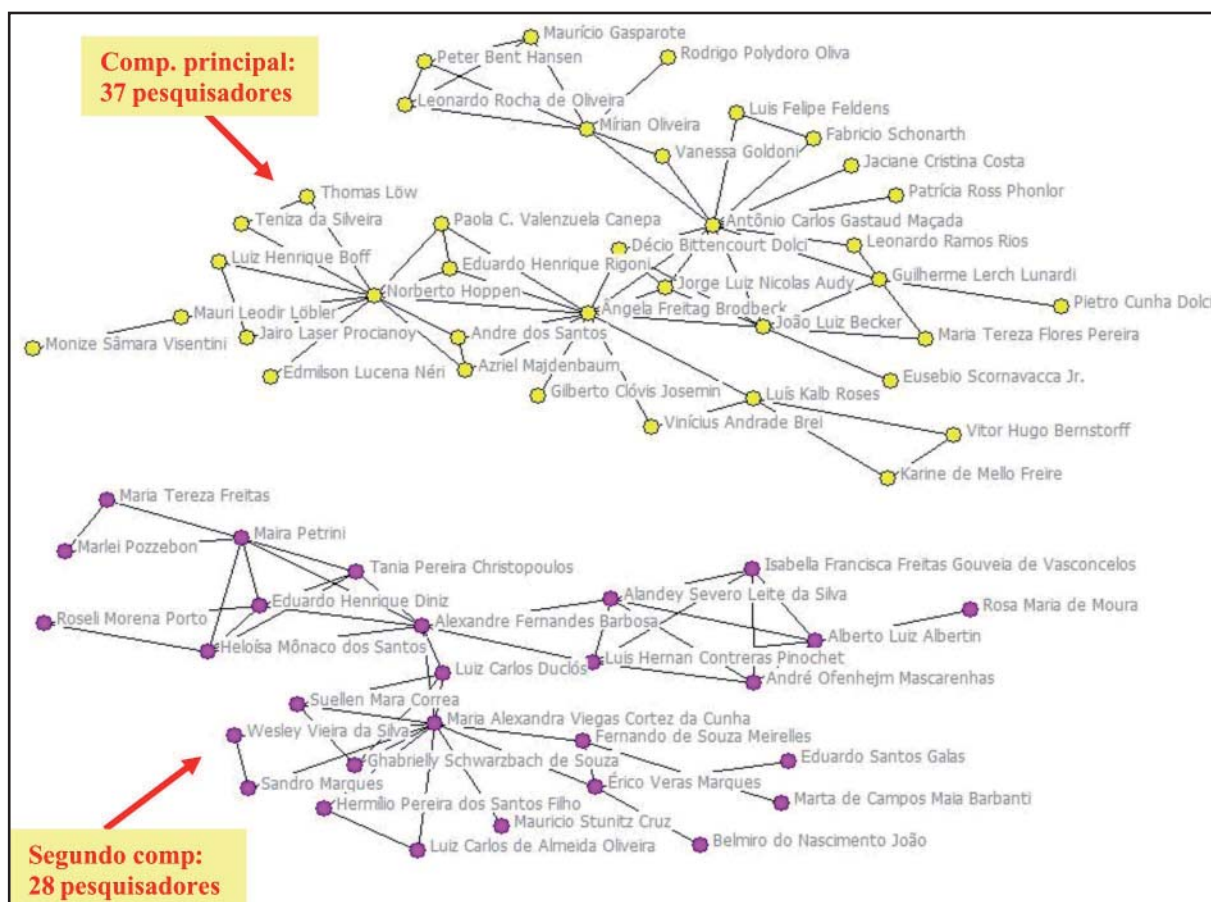 Comp. principal:
37 pesquisadores
Maurício Gasparote
Peter Bent Hansen
Rodrigo Polydoro Oliva
Leonardo Rocha de Oliveira
Luis Felipe Feldens
Mírian Oliveira
Fabricio Schonarth
Vanessa Goldoni
Jaciane Cristina Costa
Thomas Löw
Patrícia Ross Phonlor
Teniza da Silveira
Paola C. Valenzuela Canepa
Antônio Carlos Gastaud Maçada
Décio Bittencourt Dolci
Leonardo Ramos Rios
Luiz Henrique Boff
Eduardo Henrique Rigoni
Jorge Luiz Nicolas Audy
Guilherme Lerch Lunardi
Norberto Hoppen
Ângela Freitag Brodbeck
Pietro Cunha Dolci
Mauri Leodir Löbler
João Luiz Becker
Jairo Laser Procianoy
Andre dos Santos
Maria Tereza Flores Pereira
Monize Sâmara Visentini
Edmilson Lucena Néri
Azriel Majdenbaum
Eusebio Scornavacca Jr.
Gilberto Clóvis Josemin
Luís Kalb Roses
Vinícius Andrade Brei
Vitor Hugo Bernstorff
Karine de Mello Freire
Maria Tereza Freitas
Maira Petrini
Marlei Pozzebon
Tania Pereira Christopoulos
Isabella Francisca Freitas Gouveia de Vasconcelos
Alandey Severo Leite da Silva
Eduardo Henrique Diniz
Rosa Maria de Moura
Roseli Morena Porto
Alexandre Fernandes Barbosa
Alberto Luiz Albertin
Heloísa Mônaco dos Santos
Luis Hernan Contreras Pinochet
Luiz Carlos Duclós
André Ofenhejm Mascarenhas
Suellen Mara Correa
Maria Alexandra Viegas Cortez da Cunha
Wesley Vieira da Silva
Fernando de Souza Meirelles
Ghabrielly Schwarzbach de Souza
Eduardo Santos Galas
Sandro Marques
Érico Veras Marques
Hermílio Pereira dos Santos Filho
Marta de Campos Maia Barbanti
Mauricio Stunitz Cruz
Luiz Carlos de Almeida Oliveira
Belmiro do Nascimento João
Segundo comp:
28 pesquisadores